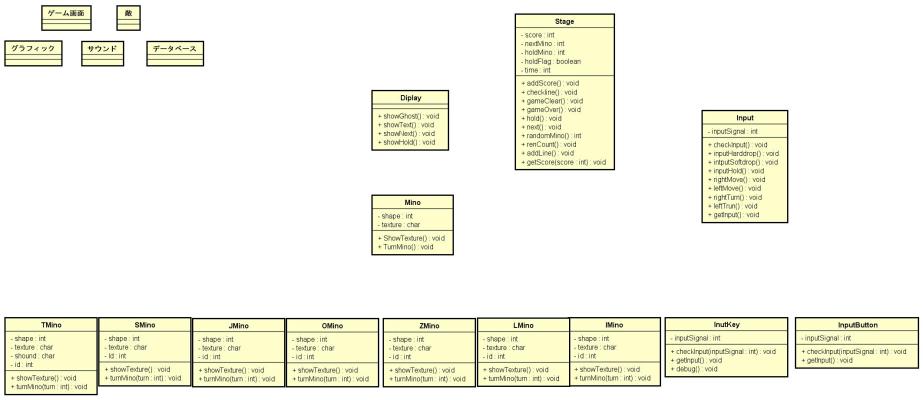 ゲーム画面
敵
グラフィック
サウンド
データベース
Stage
- score : int
- nextMino : int
- holdMino : int
- holdFlag : boolean
- time : int
+ addScore() : void
+ checkline() : void
+ gameClear() : void
+ gameOver() : void
+ hold() : void
+ next() : void
+ randomMino() : int
+ renCount() : void
+ addLine() : void
+ getScore(score : int) : void
Diplay
+ showGhost() : void
+ showText() : void
+ showNext() : void
+ showHold() : void
Input
- inputSignal : int
+ checkInput() : void
+ inputHarddrop() : void
+ intputSoftdrop() : void
+ inputHold() : void
+ rightMove() : void
+ leftMove() : void
+ rightTurn() : void
+ leftTrun() : void
+ getInput() : void
Mino
- shape : int
- texture : char
+ ShowTexture() : void
+ TurnMino() : void
TMino
- shape : int
- texture : char
- shound : char
- id : int
+ showTexture() : void
+ turnMino(turn : int) : void
SMino
- shape : int
- texture : char
- Id : int
+ showTexture() : void
+ turnMino(turn : int) : void
JMino
- shape : int
- texture : char
- id : int
+ showTexture() : void
+ turnMino(turn : int) : void
OMino
- shape : int
- texture : char
- id : int
+ showTexture() : void
+ turnMino(turn : int) : void
ZMino
- shape : int
- texture : char
- id : int
+ showTexture() : void
+ turnMino(turn : int) : void
LMino
- shape : int
- texture : char
- id : int
+ showTexture() : void
+ turnMino(turn : int) : void
IMino
- shape : int
- texture : char
- id : int
+ showTexture() : void
+ turnMino(turn : int) : void
InutKey
- inputSignal : int
+ checkInput(inputSignal : int) : void
+ getInput() : void
+ debug() : void
InputButton
- inputSignal : int
+ checkInput(inputSignal : int) : void
+ getInput() : void